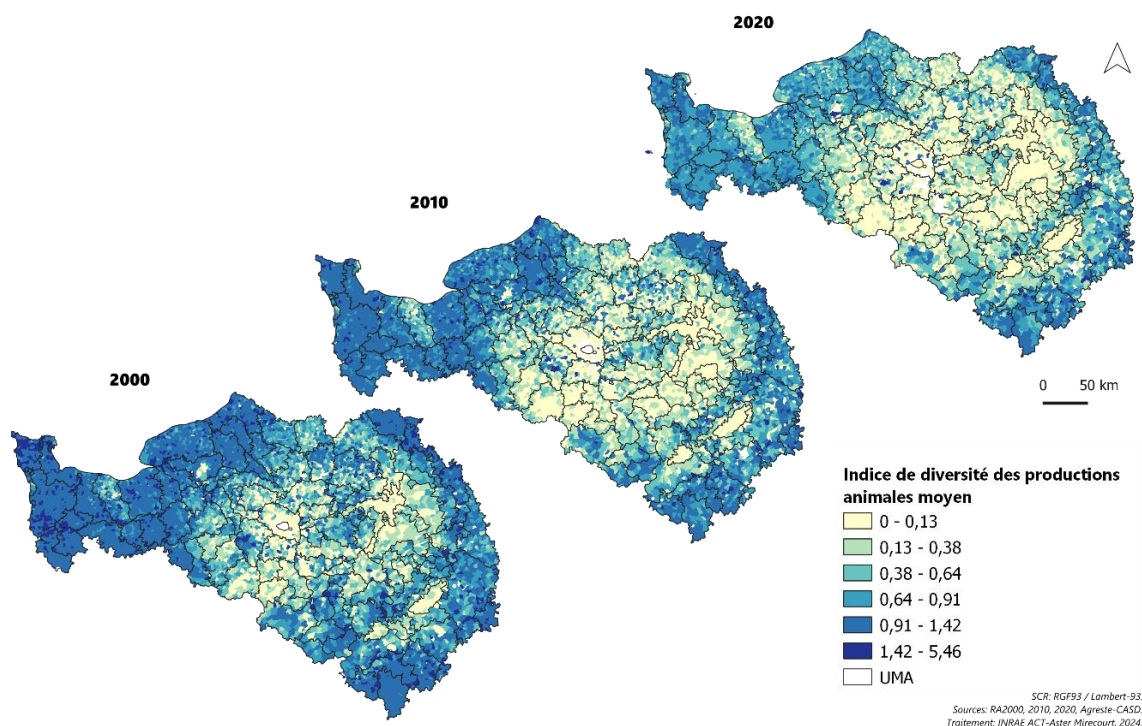 2020
2010
2000
0 50 km
Indice de diversité des productions
animales moyen
0 - 0,13
0,13 - 0,38
0,38 - 0,64
0,64 - 0,91
0,91 - 1,42
1,42 - 5,46
UMA
SCR: RGF93 / Lambert-93.
Sources: RA2000, 2010, 2020, Agreste-CASD.
Traitement: INRAE ACT-Aster Mirecourt, 2024